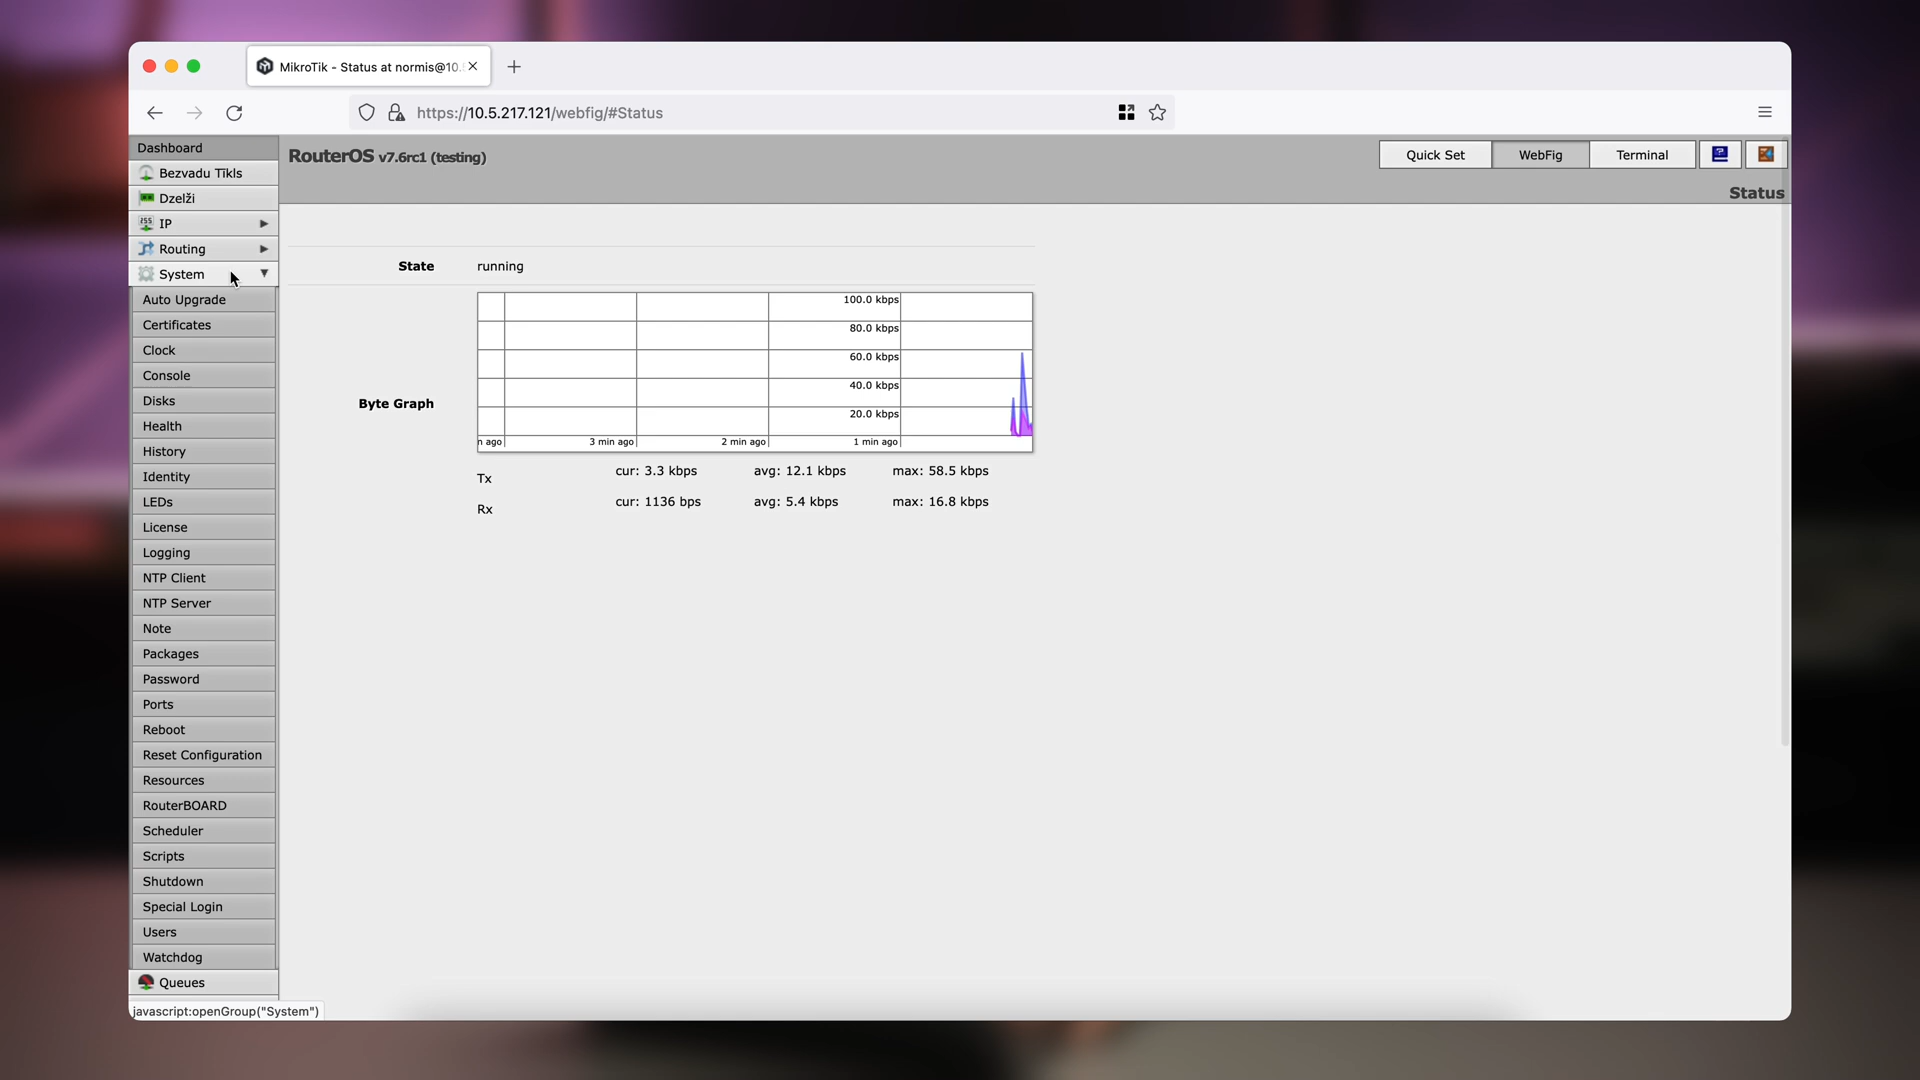 MikroTik - Status at normis@10.
https://10.5.217.121/webfig/#Status
Dashboard
Bezvadu Tīkls
Dzelži
255
IP
Routing
System
Auto Upgrade
Certificates
Clock
Console
Disks
Health
History
Identity
LEDs
License
Logging
NTP Client
NTP Server
Note
Packages
Password
Ports
Reboot
Reset Configuration
Resources
RouterBOARD
Scheduler
Scripts
Shutdown
Special Login
Users
Watchdog
Queues
javascript:openGroup("System")
RouterOS v7.6rc1 (testing)
Quick Set
WebFig
Terminal
Status
State running
Byte Graph
100.0 kbps
80.0 kbps
60.0 kbps
40.0 kbps
20.0 kbps
n ago 3 min ago 2 min ago 1 min ago
Tx cur: 3.3 kbps avg: 12.1 kbps max: 58.5 kbps
Rx cur: 1136 bps avg: 5.4 kbps max: 16.8 kbps